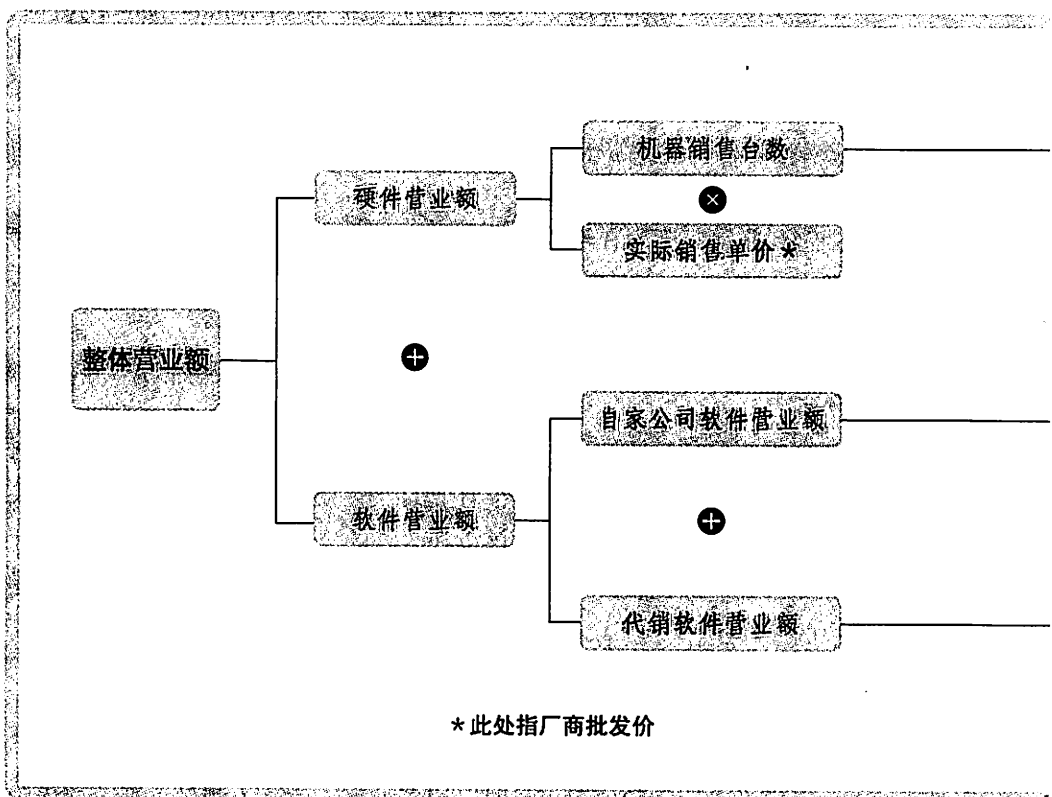 机器销售台数
硬件营业额
×
实际销售单价*
整体营业额
+
自家公司软件营业额
软件营业额
+
代销软件营业额
*此处指厂商批发价